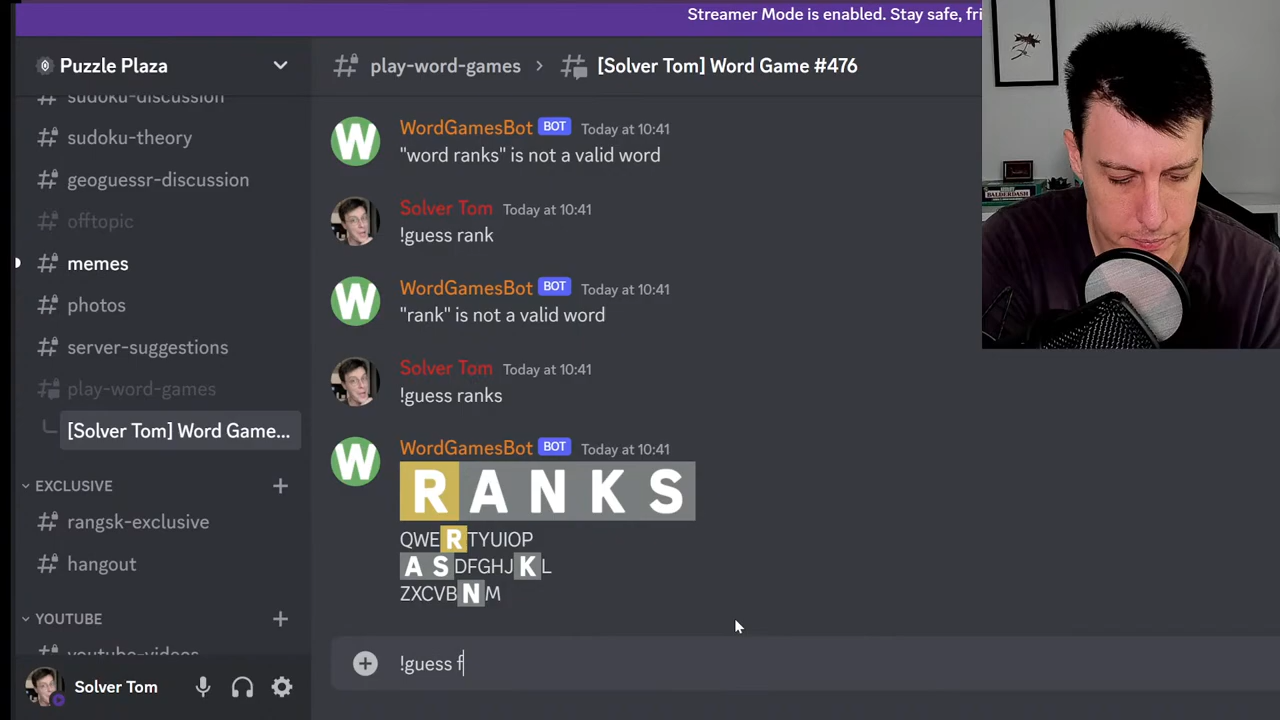 Streamer Mode is enabled. Stay safe, fri
Puzzle Plaza
play-word-games > [Solver Tom] Word Game #476
sudoku-discussion
sudoku-theory
geoguessr-discussion
offtopic
memes
photos
server-suggestions
play-word-games
[Solver Tom] Word Game...
EXCLUSIVE
rangsk-exclusive
hangout
YOUTUBE
youtube-videos
Solver Tom
W
WordGamesBot BOT Today at 10:41
"word ranks" is not a valid word
Solver Tom Today at 10:41
!guess rank
W
WordGamesBot BOT Today at 10:41
"rank" is not a valid word
Solver Tom Today at 10:41
!guess ranks
W
WordGamesBot BOT Today at 10:41
RANKS
QWERTYUIOP
ASDFGHJKL
ZXCVBNM
!guess f
BALDERDASH